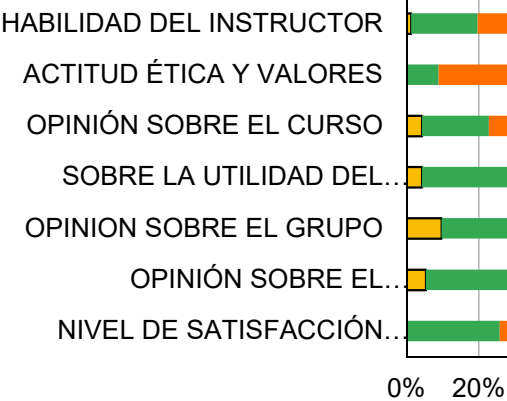 HABILIDAD DEL INSTRUCTOR
ACTITUD ÉTICA Y VALORES
OPINIÓN SOBRE EL CURSO
SOBRE LA UTILIDAD DEL…
OPINION SOBRE EL GRUPO
OPINIÓN SOBRE EL…
NIVEL DE SATISFACCIÓN…
0% 20%